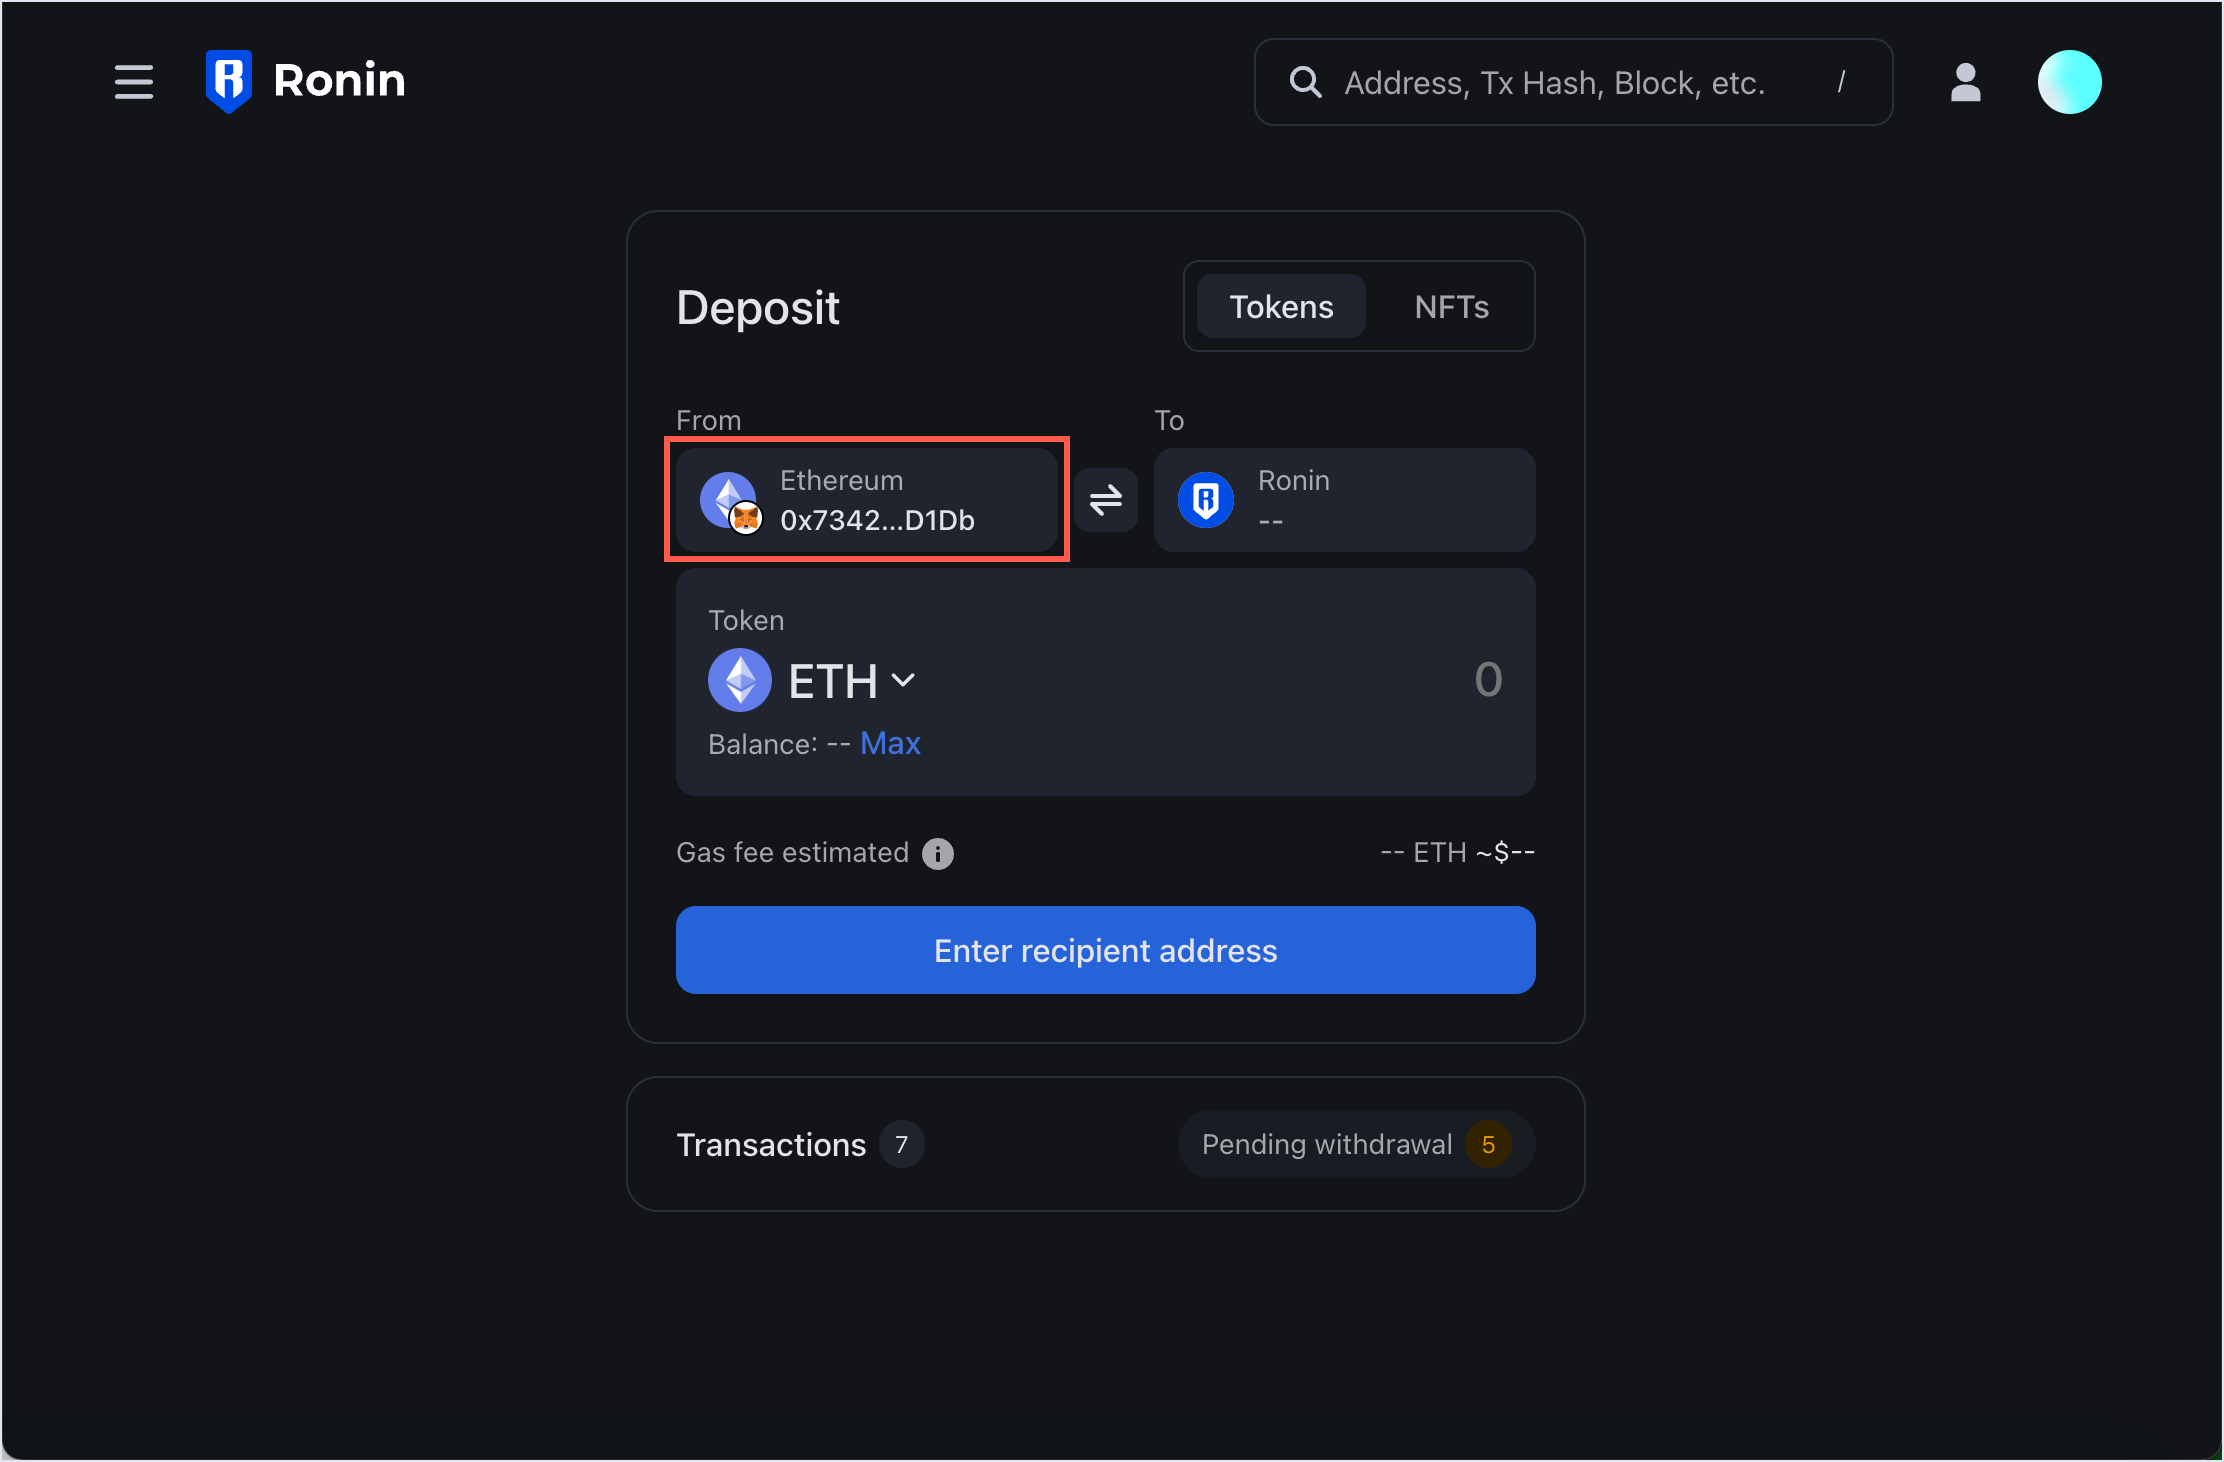 Ronin
Address, Tx Hash, Block, etc. /
Deposit
Tokens NFTs
From To
Ethereum
0x7342...D1Db
Ronin
--
Token
ETH 0
Balance: -- Max
Gas fee estimated -- ETH ~$--
Enter recipient address
Transactions 7 Pending withdrawal 5